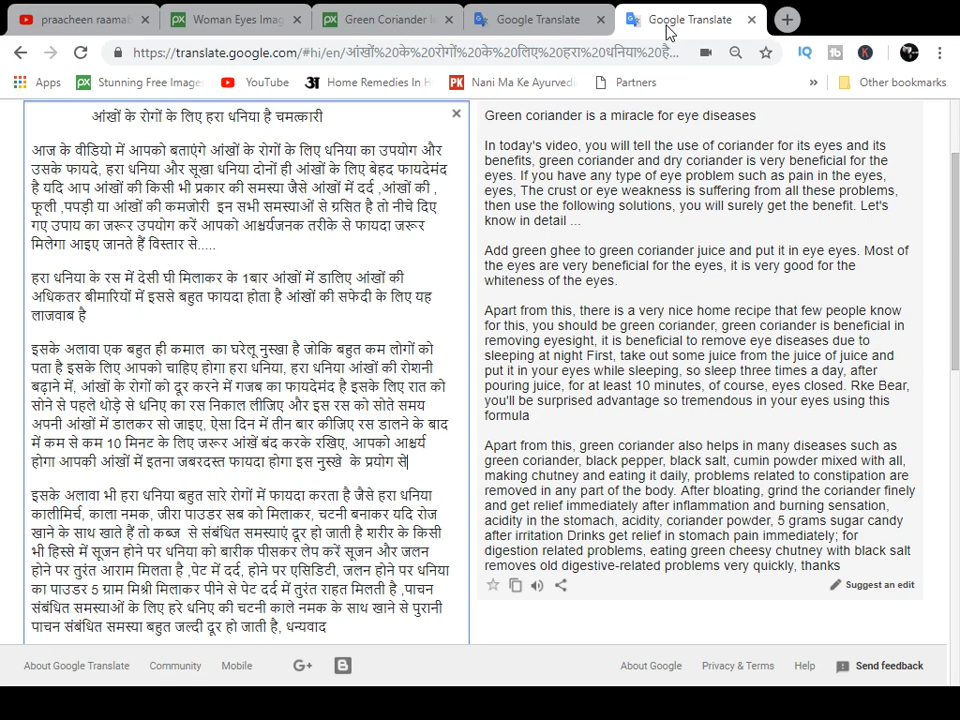 praacheen raamab
Woman Eyes Imag
Green Coriander le
Google Translate
Google Translate
https://translate.google.com/#hi/en/आंखों%20के%20रोगों%20के%20लिए%20हरा%20धनिया%20है...
Apps
Stunning Free Images
YouTube
Home Remedies In H
Nani Ma Ke Ayurved
Partners
» Other bookmarks
आंखों के रोगों के लिए हरा धनिया है चमत्कारी
आज के वीडियो में आपको बताएंगे आंखों के रोगों के लिए धनिया का उपयोग और
उसके फायदे, हरा धनिया और सूखा धनिया दोनों ही आंखों के लिए बेहद फायदेमंद
है यदि आप आंखों की किसी भी प्रकार की समस्या जैसे आंखों में दर्द ,आंखों की ,
फूली ,पपड़ी या आंखों की कमजोरी इन सभी समस्याओं से ग्रसित है तो नीचे दिए
गए उपाय का जरूर उपयोग करें आपको आश्चर्यजनक तरीके से फायदा जरूर
मिलेगा आइए जानते हैं विस्तार से.....
हरा धनिया के रस में देसी घी मिलाकर के 1बार आंखों में डालिए आंखों की
अधिकतर बीमारियों में इससे बहुत फायदा होता है आंखों की सफेदी के लिए यह
लाजवाब है
इसके अलावा एक बहुत ही कमाल का घरेलू नुस्खा है जोकि बहुत कम लोगों को
पता है इसके लिए आपको चाहिए होगा हरा धनिया, हरा धनिया आंखों की रोशनी
बढ़ाने में, आंखों के रोगों को दूर करने में गजब का फायदेमंद है इसके लिए रात को
सोने से पहले थोड़े से धनिए का रस निकाल लीजिए और इस रस को सोते समय
अपनी आंखों में डालकर सो जाइए, ऐसा दिन में तीन बार कीजिए रस डालने के बाद
में कम से कम 10 मिनट के लिए जरूर आंखें बंद करके रखिए, आपको आश्चर्य
होगा आपकी आंखों में इतना जबरदस्त फायदा होगा इस नुस्खे के प्रयोग से
इसके अलावा भी हरा धनिया बहुत सारे रोगों में फायदा करता है जैसे हरा धनिया
कालीमिर्च, काला नमक, जीरा पाउडर सब को मिलाकर, चटनी बनाकर यदि रोज
खाने के साथ खाते हैं तो कब्ज से संबंधित समस्याएं दूर हो जाती है शरीर के किसी
भी हिस्से में सूजन होने पर धनिया को बारीक पीसकर लेप करें सूजन और जलन
होने पर तुरंत आराम मिलता है ,पेट में दर्द, होने पर एसिडिटी, जलन होने पर धनिया
का पाउडर 5 ग्राम मिश्री मिलाकर पीने से पेट दर्द में तुरंत राहत मिलती है ,पाचन
संबंधित समस्याओं के लिए हरे धनिए की चटनी काले नमक के साथ खाने से पुरानी
पाचन संबंधित समस्या बहुत जल्दी दूर हो जाती है, धन्यवाद
Green coriander is a miracle for eye diseases
In today's video, you will tell the use of coriander for its eyes and its
benefits, green coriander and dry coriander is very beneficial for the
eyes. If you have any type of eye problem such as pain in the eyes,
eyes, The crust or eye weakness is suffering from all these problems,
then use the following solutions, you will surely get the benefit. Let's
know in detail ...
Add green ghee to green coriander juice and put it in eye eyes. Most of
the eyes are very beneficial for the eyes, it is very good for the
whiteness of the eyes.
Apart from this, there is a very nice home recipe that few people know
for this, you should be green coriander, green coriander is beneficial in
removing eyesight, it is beneficial to remove eye diseases due to
sleeping at night First, take out some juice from the juice of juice and
put it in your eyes while sleeping, so sleep three times a day, after
pouring juice, for at least 10 minutes, of course, eyes closed. Rke Bear,
you'll be surprised advantage so tremendous in your eyes using this
formula
Apart from this, green coriander also helps in many diseases such as
green coriander, black pepper, black salt, cumin powder mixed with all,
making chutney and eating it daily, problems related to constipation are
removed in any part of the body. After bloating, grind the coriander finely
and get relief immediately after inflammation and burning sensation,
acidity in the stomach, acidity, coriander powder, 5 grams sugar candy
after irritation Drinks get relief in stomach pain immediately; for
digestion related problems, eating green cheesy chutney with black salt
removes old digestive-related problems very quickly, thanks
Suggest an edit
About Google Translate
Community
Mobile
G+
About Google
Privacy & Terms
Help
Send feedback